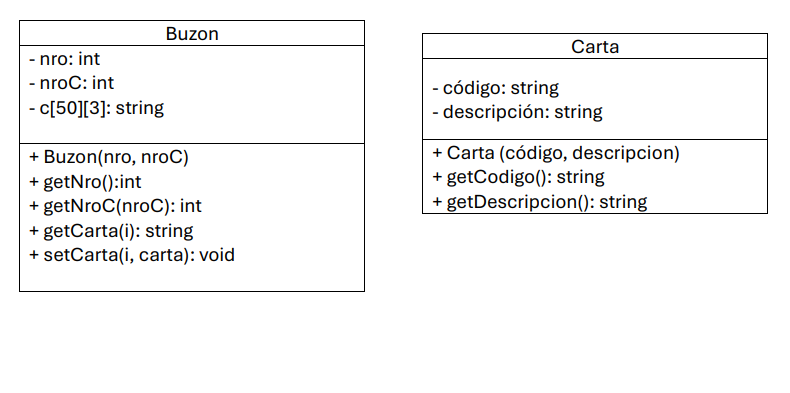 Buzon
- nro: int
- nroC: int
- c[50][3]: string
+ Buzon(nro, nroC)
+ getNro():int
+ getNroC(nroC): int
+ getCarta(i): string
+ setCarta(i, carta): void
Carta
- código: string
- descripción: string
+ Carta (código, descripcion)
+ getCodigo(): string
+ getDescripcion(): string